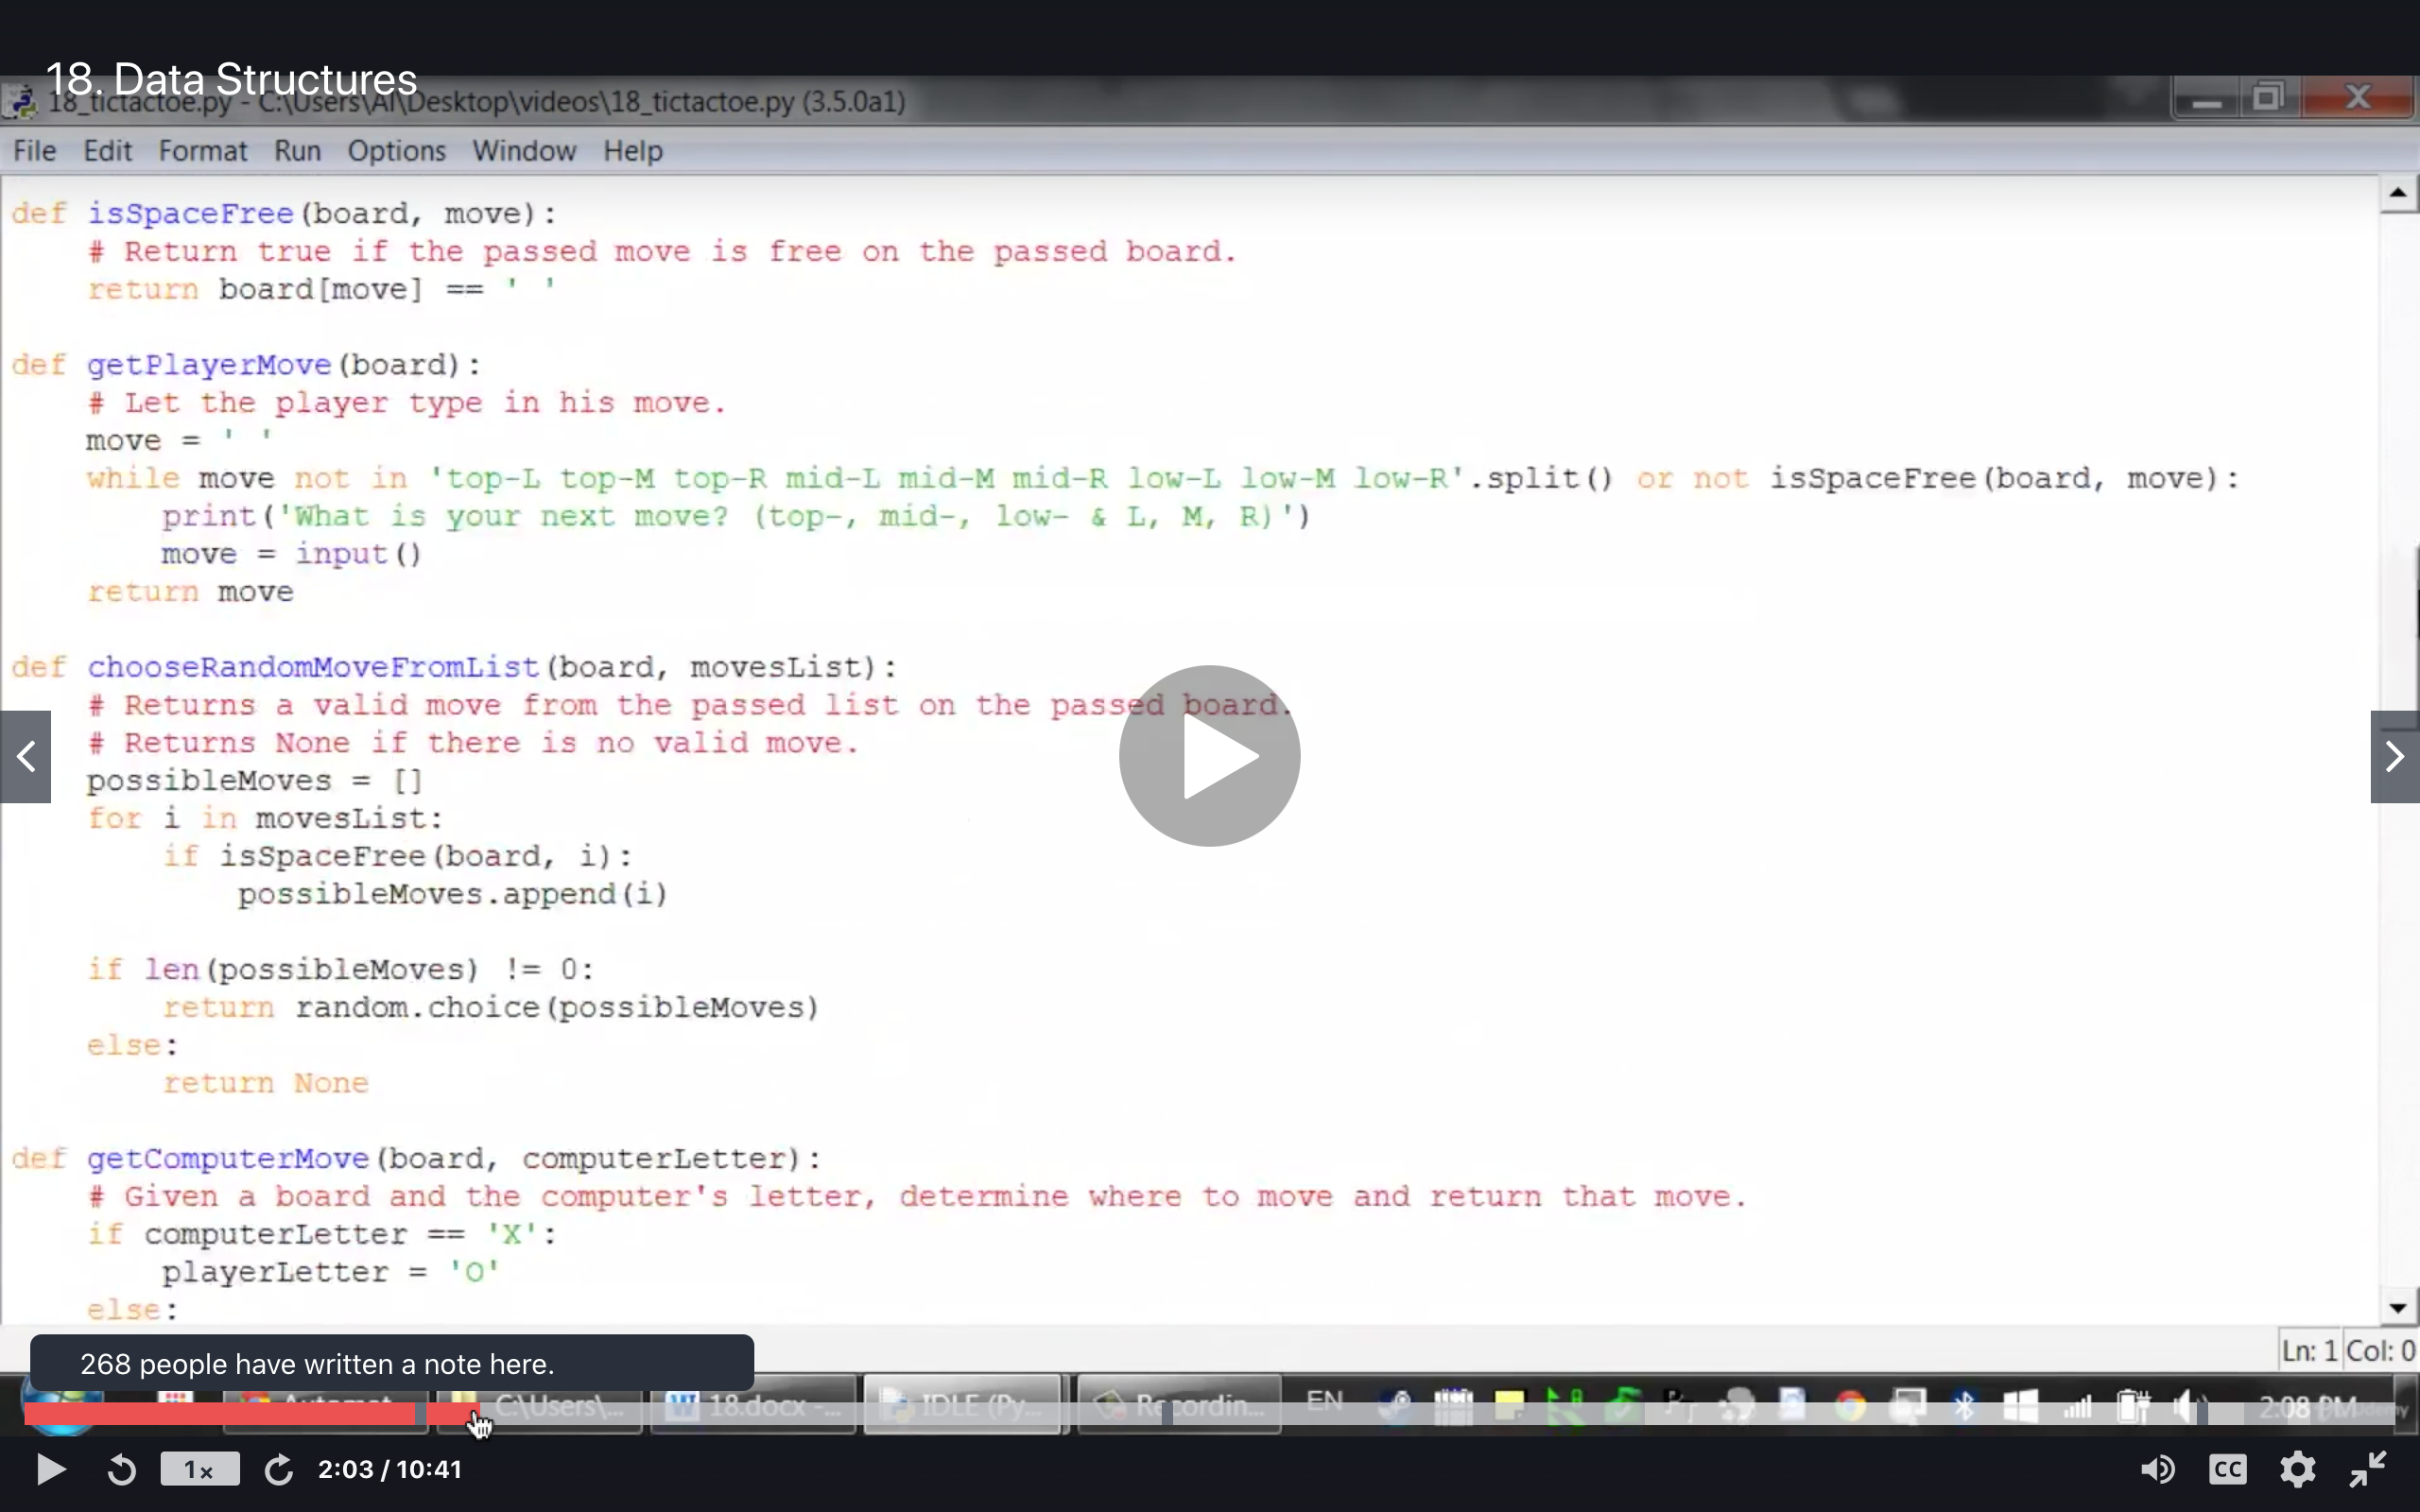 18. Data Structures
18_tictactoe.py - C:\Users\Al\Desktop\videos\18_tictactoe.py (3.5.0a1)
File Edit Format Run Options Window Help
def isSpaceFree(board, move):
    # Return true if the passed move is free on the passed board.
    return board[move] == ' '
def getPlayerMove(board):
    # Let the player type in his move.
    move = ' '
    while move not in 'top-L top-M top-R mid-L mid-M mid-R low-L low-M low-R'.split() or not isSpaceFree(board, move):
        print('What is your next move? (top-, mid-, low- & L, M, R)')
        move = input()
    return move
def chooseRandomMoveFromList(board, movesList):
    # Returns a valid move from the passed list on the passed board.
    # Returns None if there is no valid move.
    possibleMoves = []
    for i in movesList:
        if isSpaceFree(board, i):
            possibleMoves.append(i)
    if len(possibleMoves) != 0:
        return random.choice(possibleMoves)
    else:
        return None
def getComputerMove(board, computerLetter):
    # Given a board and the computer's letter, determine where to move and return that move.
    if computerLetter == 'X':
        playerLetter = 'O'
    else:
Ln: 1 Col: 0
268 people have written a note here.
C:\Users\... 18.docx -... IDLE (Py... Recordin... EN 2:08 PM
1x 2:03 / 10:41 CC